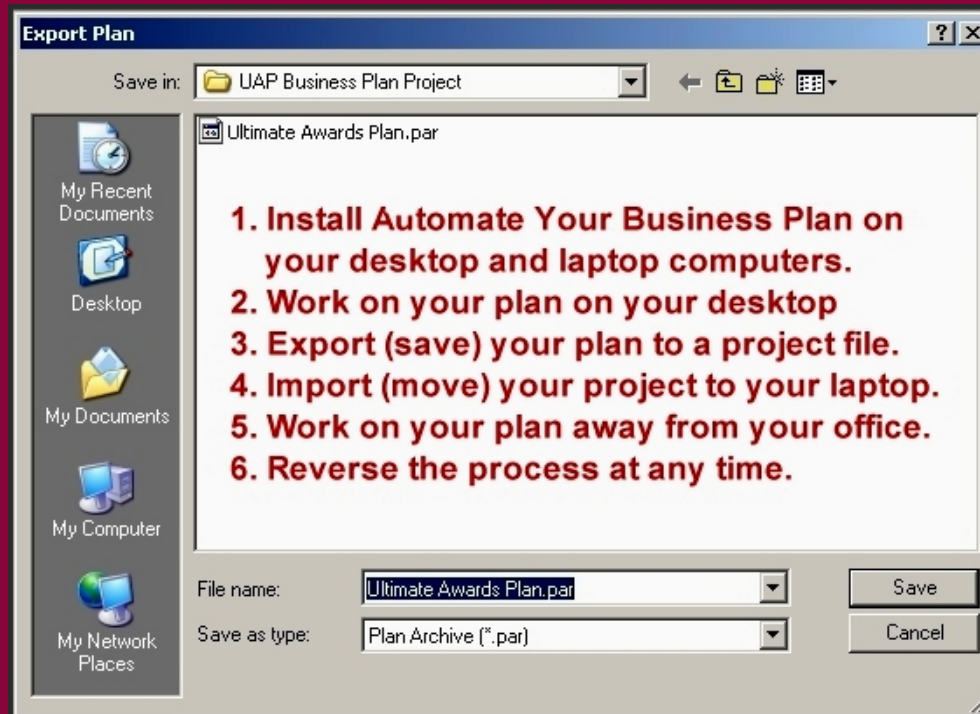 Export Plan
Save in:
UAP Business Plan Project
My Recent
Documents
Desktop
My Documents
My Computer
My Network
Places
Ultimate Awards Plan.par
1. Install Automate Your Business Plan on
your desktop and laptop computers.
2. Work on your plan on your desktop
3. Export (save) your plan to a project file.
4. Import (move) your project to your laptop.
5. Work on your plan away from your office.
6. Reverse the process at any time.
File name:
Ultimate Awards Plan.par
Save
Save as type:
Plan Archive (*.par)
Cancel